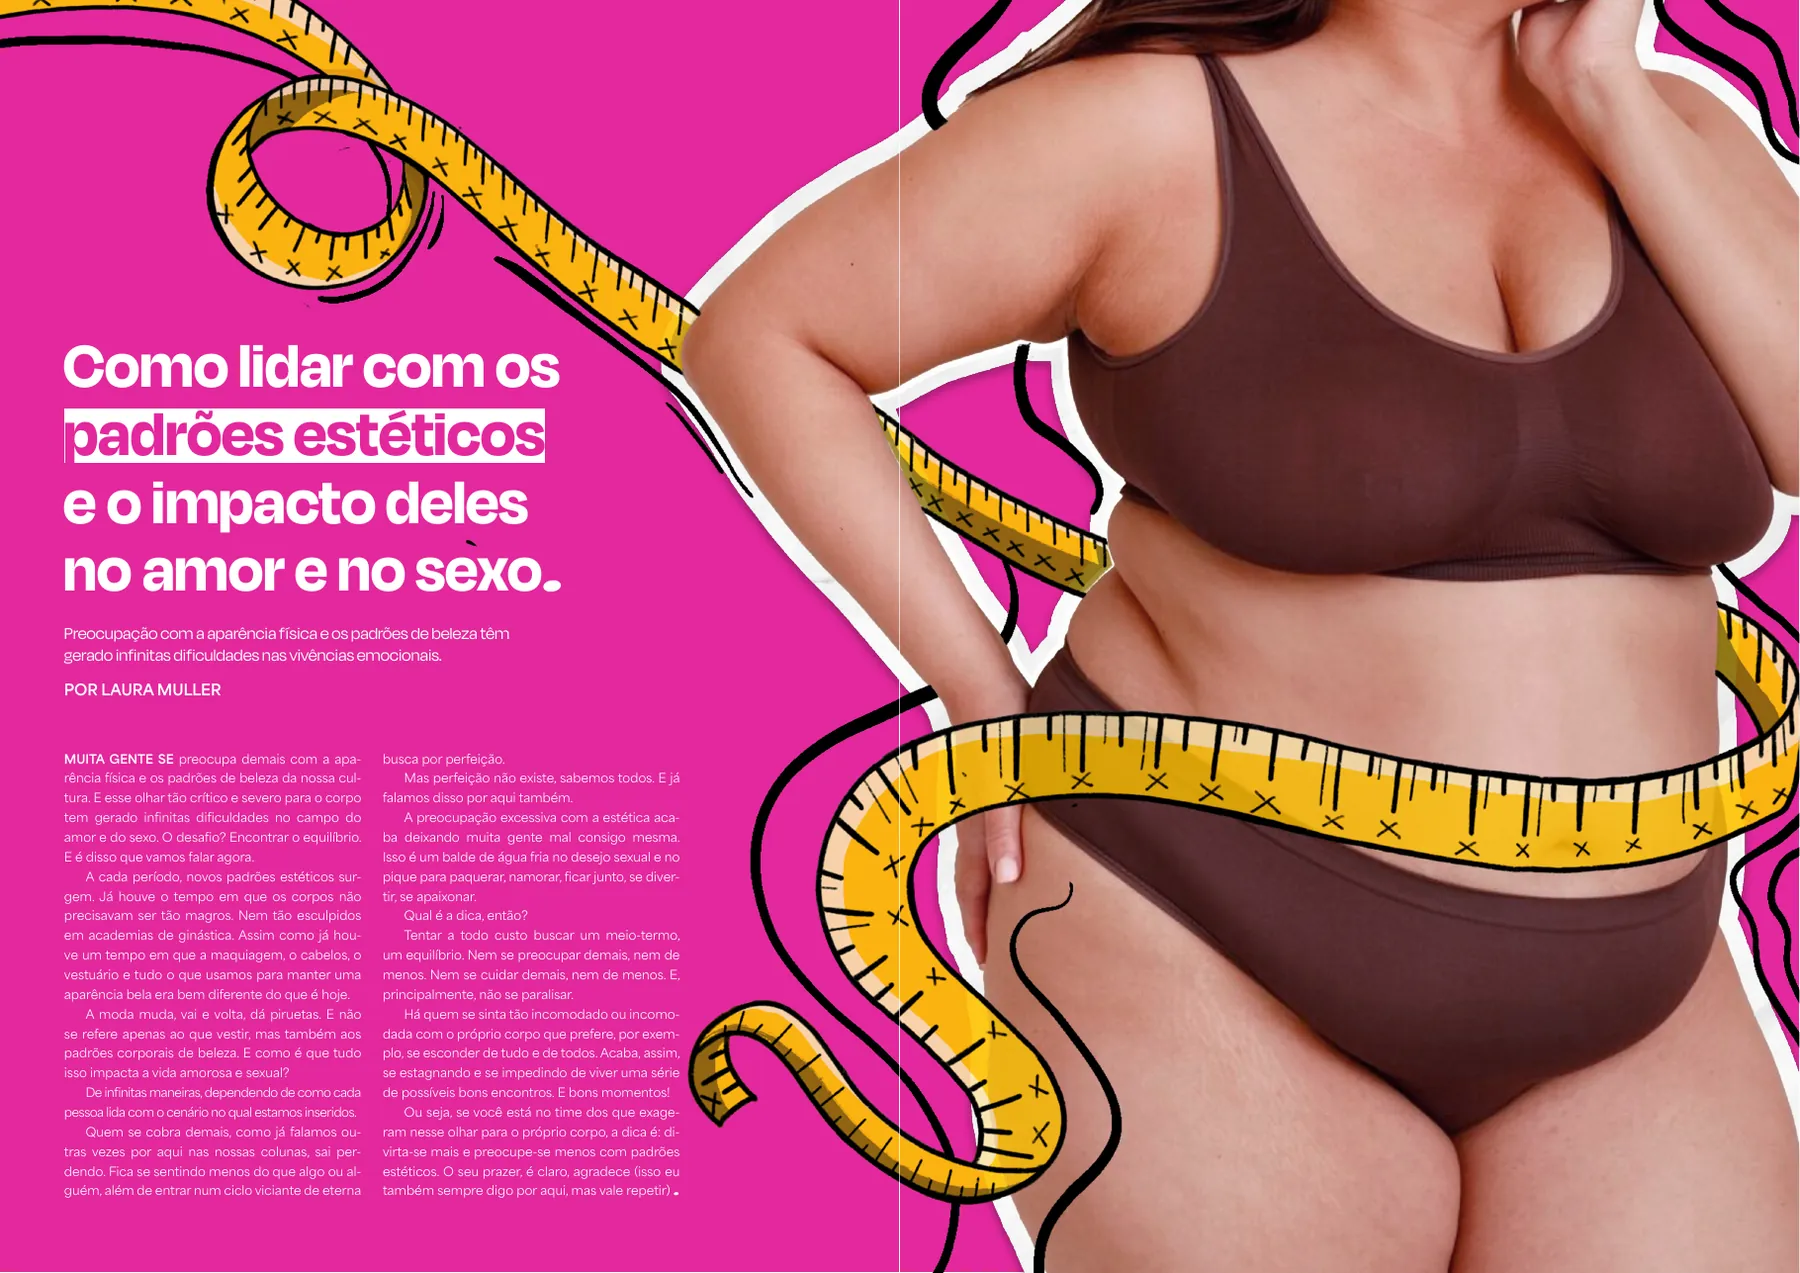 Como lidar com os
padrões estéticos
e o impacto deles
no amor e no sexo.
Preocupação com a aparência física e os padrões de beleza têm
gerado infinitas dificuldades nas vivências emocionais.
POR LAURA MULLER
MUITA GENTE SE preocupa demais com a apa-
rência física e os padrões de beleza da nossa cul-
tura. E esse olhar tão crítico e severo para o corpo
tem gerado infinitas dificuldades no campo do
amor e do sexo. O desafio? Encontrar o equilíbrio.
E é disso que vamos falar agora.
A cada período, novos padrões estéticos sur-
gem. Já houve o tempo em que os corpos não
precisavam ser tão magros. Nem tão esculpidos
em academias de ginástica. Assim como já hou-
ve um tempo em que a maquiagem, o cabelos, o
vestuário e tudo o que usamos para manter uma
aparência bela era bem diferente do que é hoje.
A moda muda, vai e volta, dá piruetas. E não
se refere apenas ao que vestir, mas também aos
padrões corporais de beleza. E como é que tudo
isso impacta a vida amorosa e sexual?
De infinitas maneiras, dependendo de como cada
pessoa lida com o cenário no qual estamos inseridos.
Quem se cobra demais, como já falamos ou-
tras vezes por aqui nas nossas colunas, sai per-
dendo. Fica se sentindo menos do que algo ou al-
guém, além de entrar num ciclo viciante de eterna
busca por perfeição.
Mas perfeição não existe, sabemos todos. E já
falamos disso por aqui também.
A preocupação excessiva com a estética aca-
ba deixando muita gente mal consigo mesma.
Isso é um balde de água fria no desejo sexual e no
pique para paquerar, namorar, ficar junto, se diver-
tir, se apaixonar.
Qual é a dica, então?
Tentar a todo custo buscar um meio-termo,
um equilíbrio. Nem se preocupar demais, nem de
menos. Nem se cuidar demais, nem de menos. E,
principalmente, não se paralisar.
Há quem se sinta tão incomodado ou incomo-
dada com o próprio corpo que prefere, por exem-
plo, se esconder de tudo e de todos. Acaba, assim,
se estagnando e se impedindo de viver uma série
de possíveis bons encontros. E bons momentos!
Ou seja, se você está no time dos que exage-
ram nesse olhar para o próprio corpo, a dica é: di-
virta-se mais e preocupe-se menos com padrões
estéticos. O seu prazer, é claro, agradece (isso eu
também sempre digo por aqui, mas vale repetir).